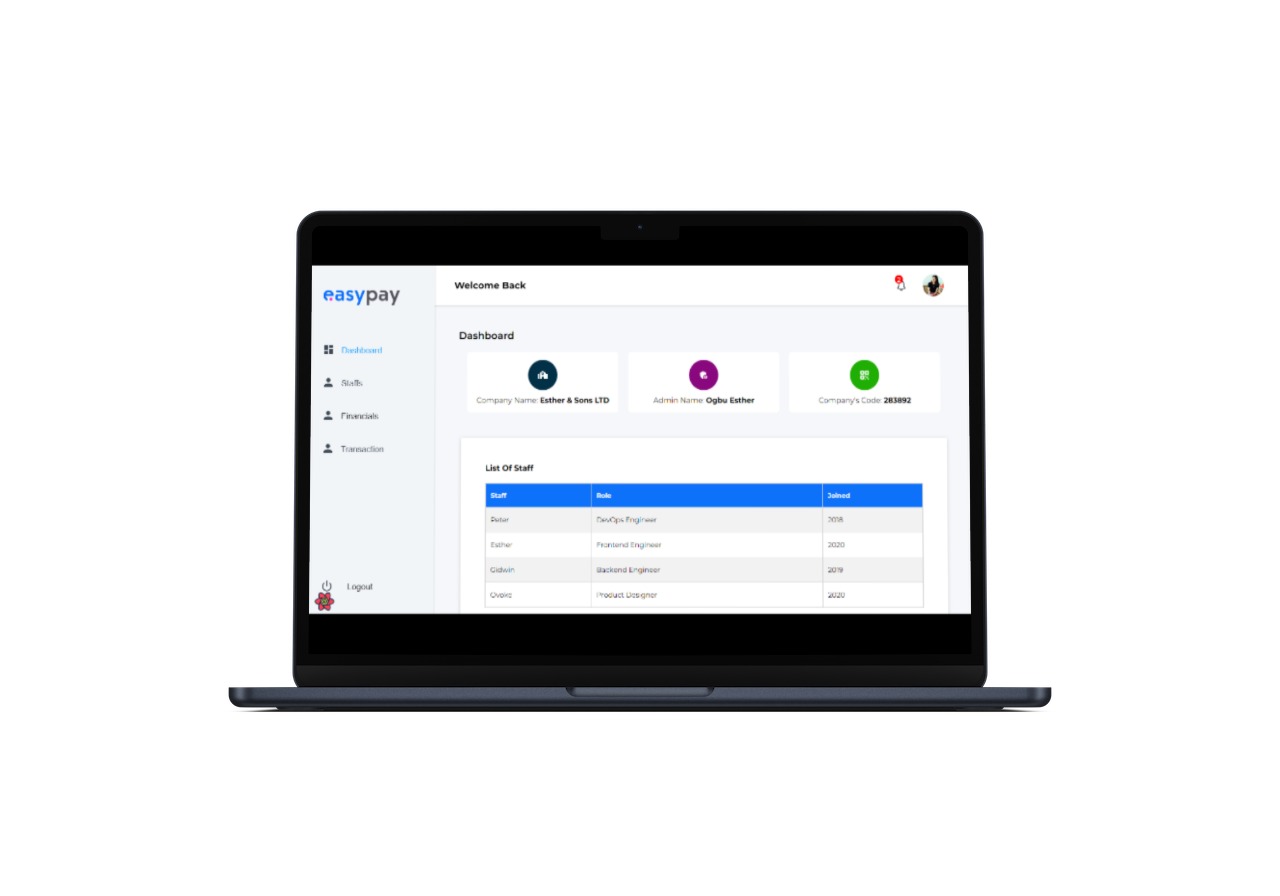 easypay
Welcome Back
2
Dashboard
Staffs
Financials
Transaction
Logout
Dashboard
Company Name: Esther & Sons LTD
Admin Name: Ogbu Esther
Company's Code: 283892
List Of Staff
Staff Role Joined
Peter DevOps Engineer 2018
Esther Frontend Engineer 2020
Gidwin Backend Engineer 2019
Ovoke Product Designer 2020